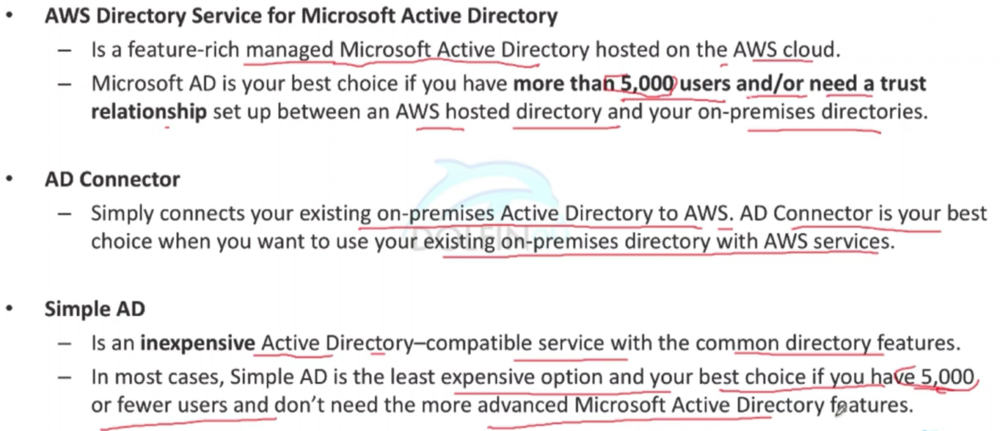 • AWS Directory Service for Microsoft Active Directory
– Is a feature-rich managed Microsoft Active Directory hosted on the AWS cloud.
– Microsoft AD is your best choice if you have more than 5,000 users and/or need a trust
relationship set up between an AWS hosted directory and your on-premises directories.
• AD Connector
– Simply connects your existing on-premises Active Directory to AWS. AD Connector is your best
choice when you want to use your existing on-premises directory with AWS services.
• Simple AD
– Is an inexpensive Active Directory–compatible service with the common directory features.
– In most cases, Simple AD is the least expensive option and your best choice if you have 5,000
or fewer users and don’t need the more advanced Microsoft Active Directory features.